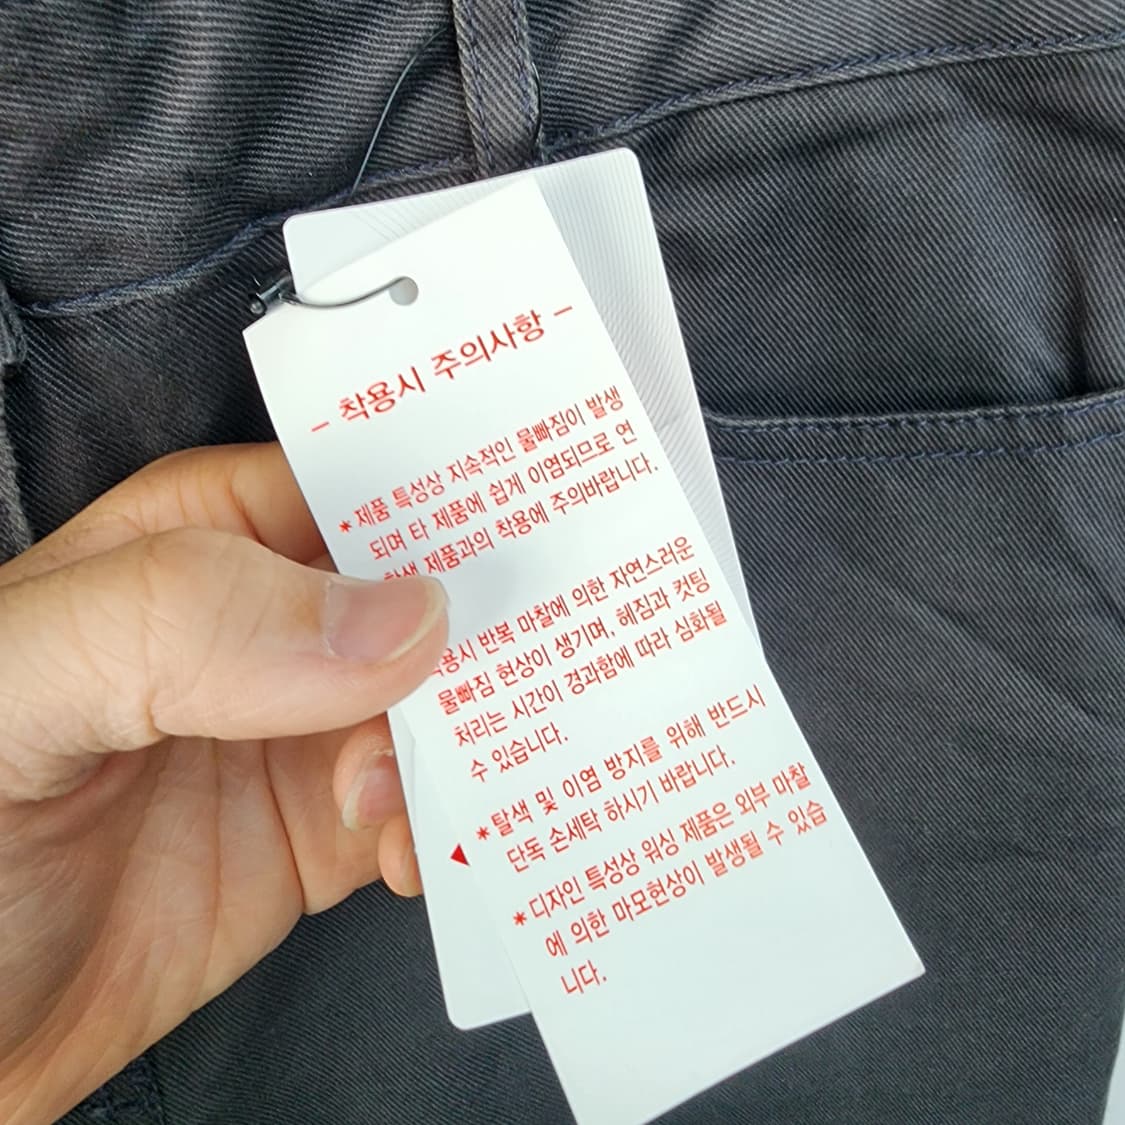 – 착용시 주의사항 –
* 제품 특성상 지속적인 물빠짐이 발생
되며 타 제품에 쉽게 이염되므로 연
제품과의 착용에 주의바랍니다.
반복 마찰에 의한 자연스러운
물빠짐 현상이 생기며, 헤짐과 컷팅
처리는 시간이 경과함에 따라 심화될
수 있습니다.
* 탈색 및 이염 방지를 위해 반드시
단독 손세탁 하시기 바랍니다.
* 디자인 특성상 워싱 제품은 외부 마찰
에 의한 마모현상이 발생될 수 있습
니다.